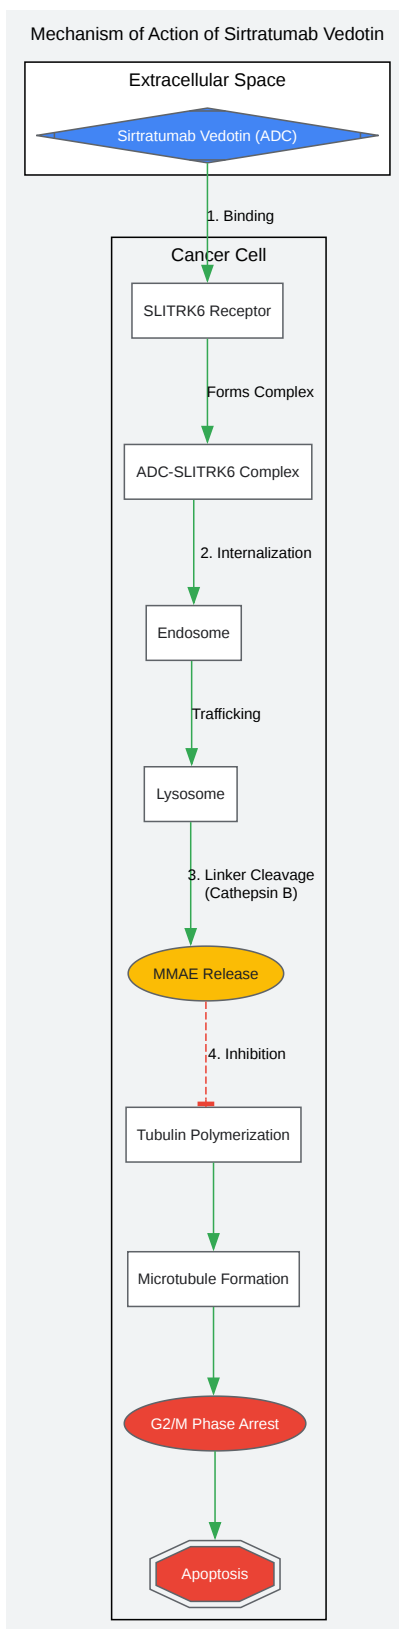 Mechanism of Action of Sirtratumab Vedotin
Extracellular Space
Sirtratumab Vedotin (ADC)
1. Binding
Cancer Cell
SLITRK6 Receptor
Forms Complex
ADC-SLITRK6 Complex
2. Internalization
Endosome
Trafficking
Lysosome
3. Linker Cleavage
(Cathepsin B)
MMAE Release
4. Inhibition
Tubulin Polymerization
Microtubule Formation
G2/M Phase Arrest
Apoptosis